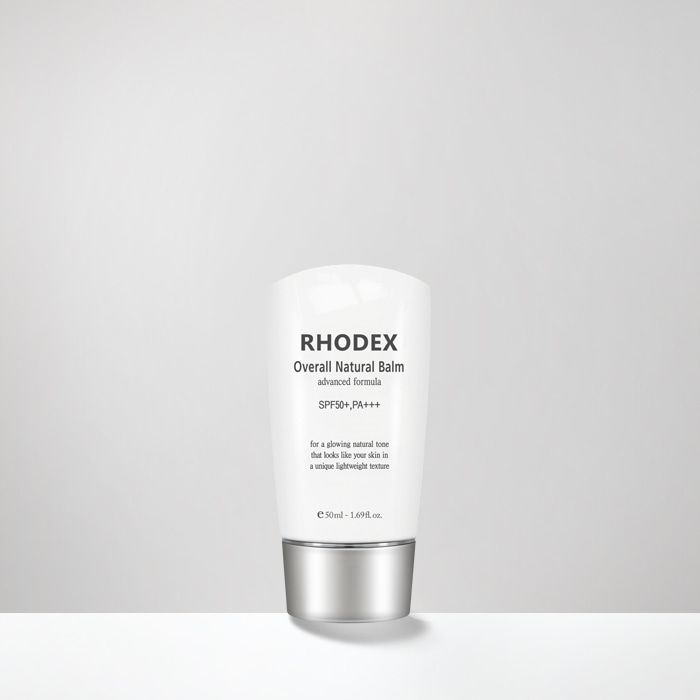 RHODEX
Overall Natural Balm
advanced formula
SPF50+,PA+++
for a glowing natural tone
that looks like your skin in
a unique lightweight texture
e 50ml - 1.69fl.oz.